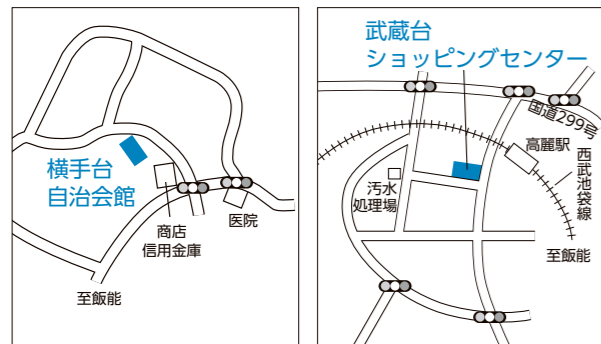 横手台
自治会館
商店
信用金庫
医院
至飯能
武蔵台
ショッピングセンター
国道299号
高麗駅
西武池袋線
汚水
処理場
至飯能